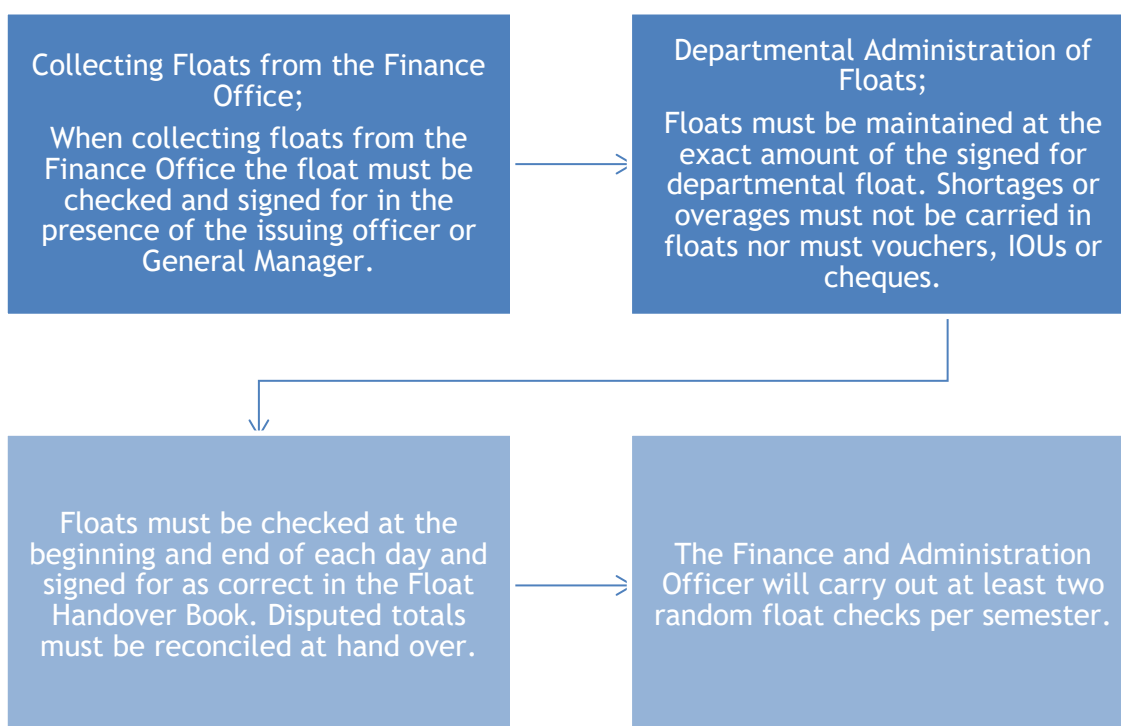 Collecting Floats from the Finance
Office;
When collecting floats from the
Finance Office the float must be
checked and signed for in the
presence of the issuing officer or
General Manager.
Departmental Administration of
Floats;
Floats must be maintained at the
exact amount of the signed for
departmental float. Shortages or
overages must not be carried in
floats nor must vouchers, IOUs or
cheques.
Floats must be checked at the
beginning and end of each day and
signed for as correct in the Float
Handover Book. Disputed totals
must be reconciled at hand over.
The Finance and Administration
Officer will carry out at least two
random float checks per semester.